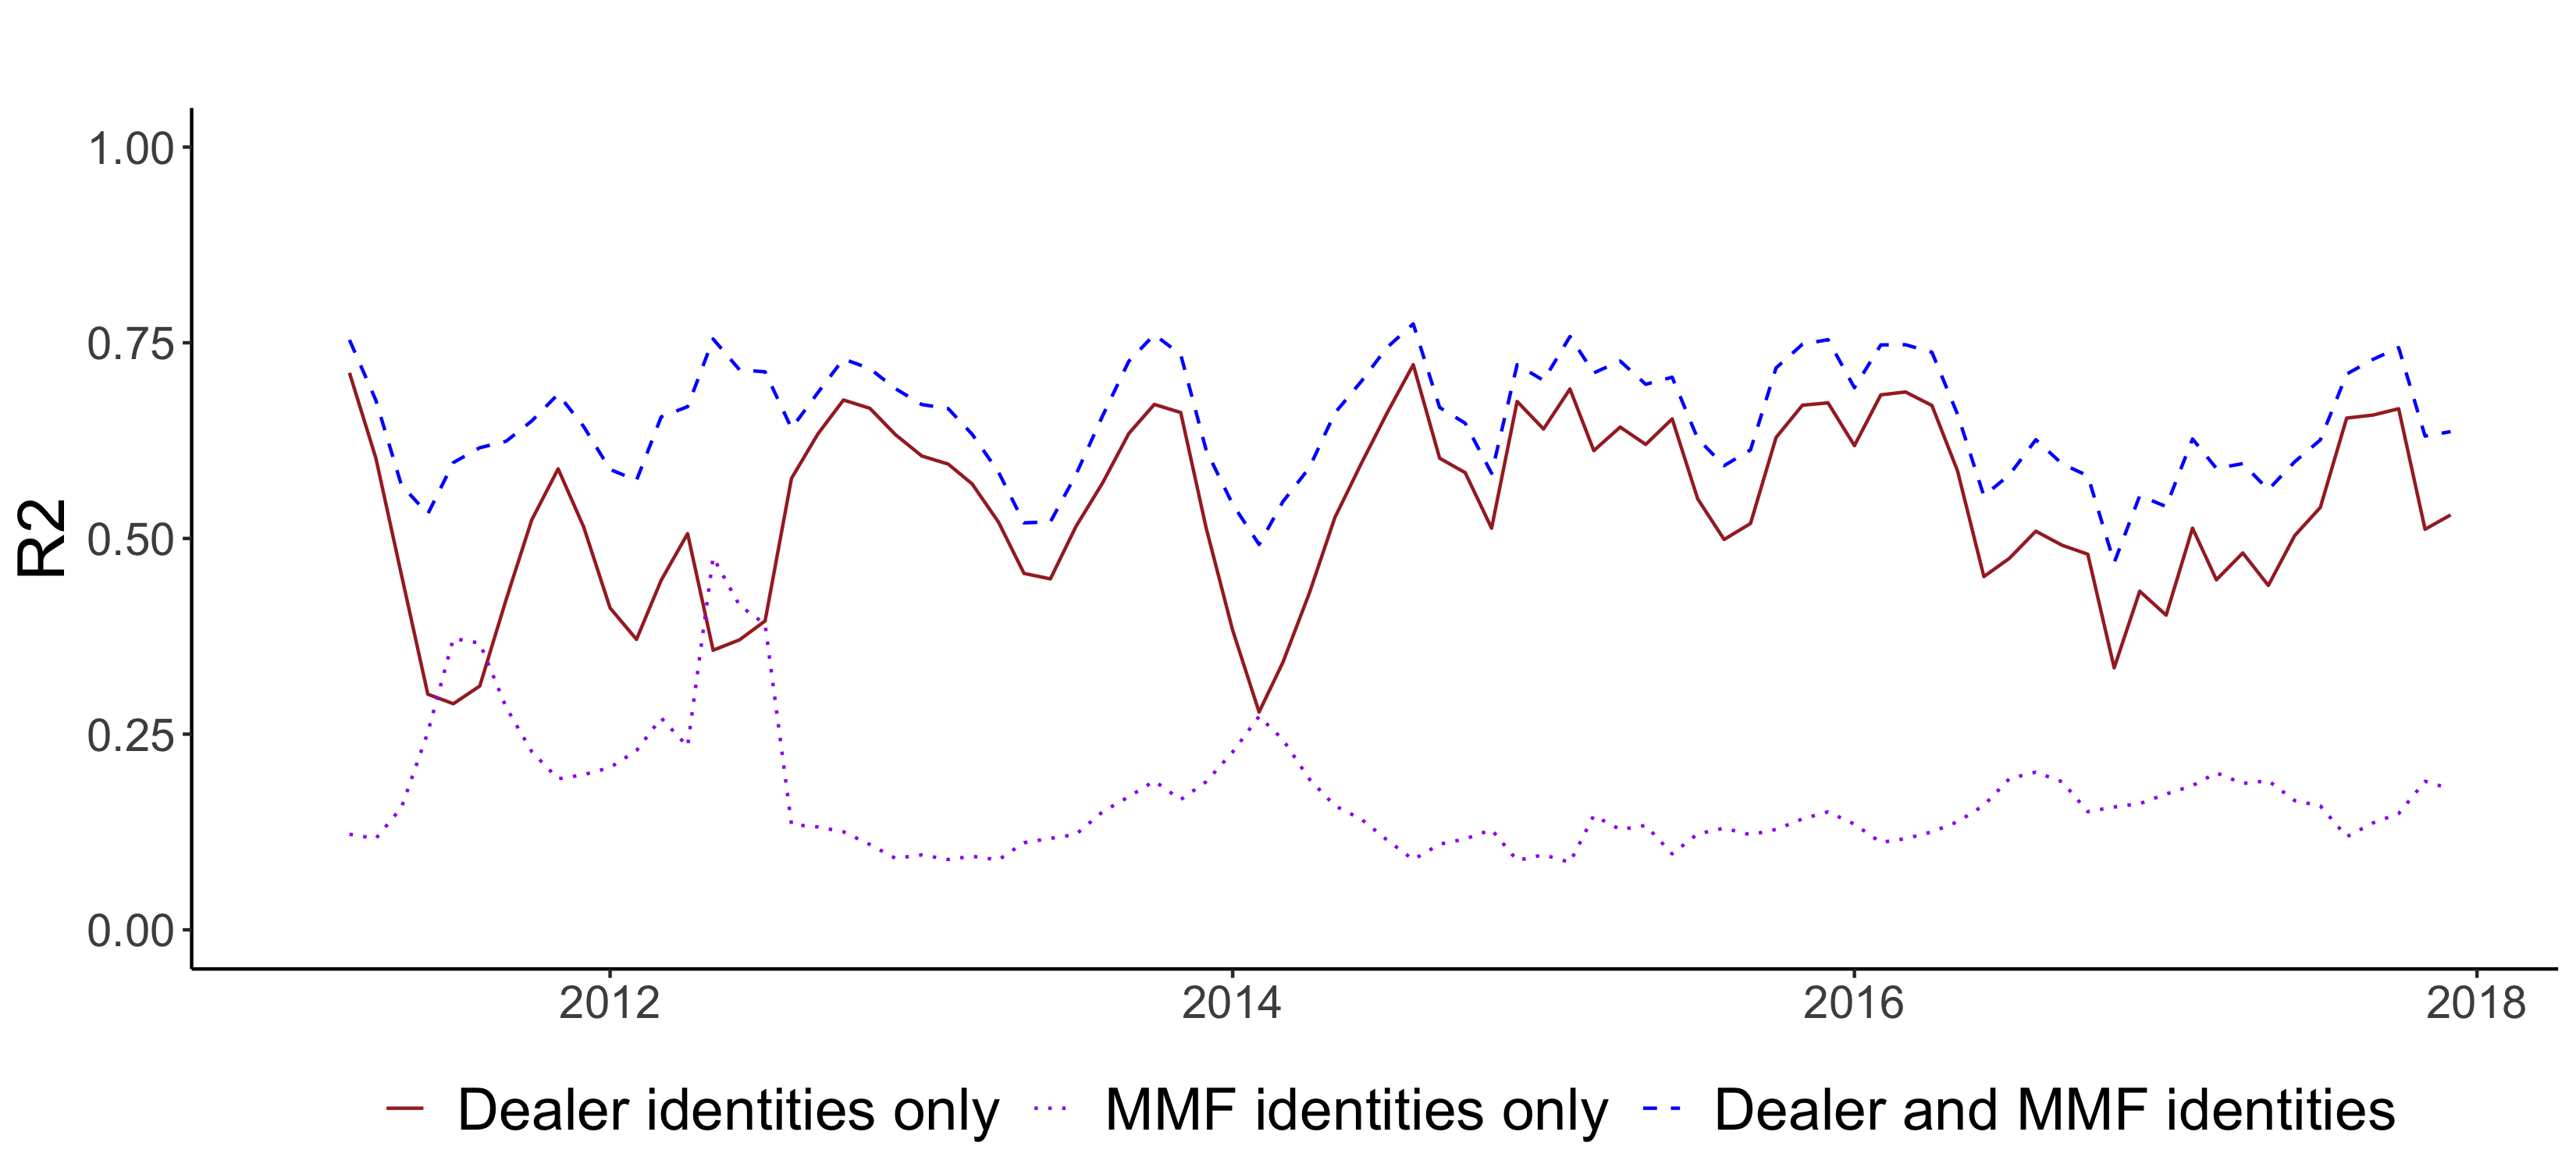 R2
1.00
0.75
0.50
0.25
0.00
2012 2014 2016 2018
Dealer identities only MMF identities only Dealer and MMF identities